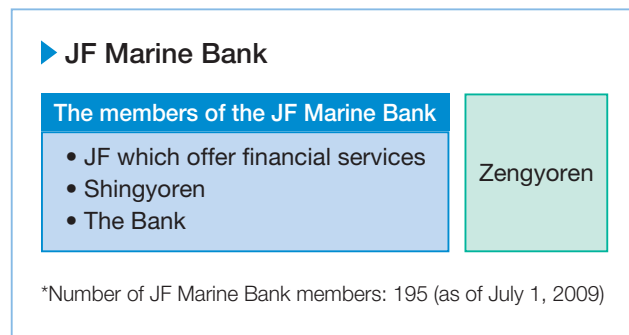 JF Marine Bank
The members of the JF Marine Bank
• JF which offer financial services
• Shingyoren
• The Bank
Zengyoren
*Number of JF Marine Bank members: 195 (as of July 1, 2009)